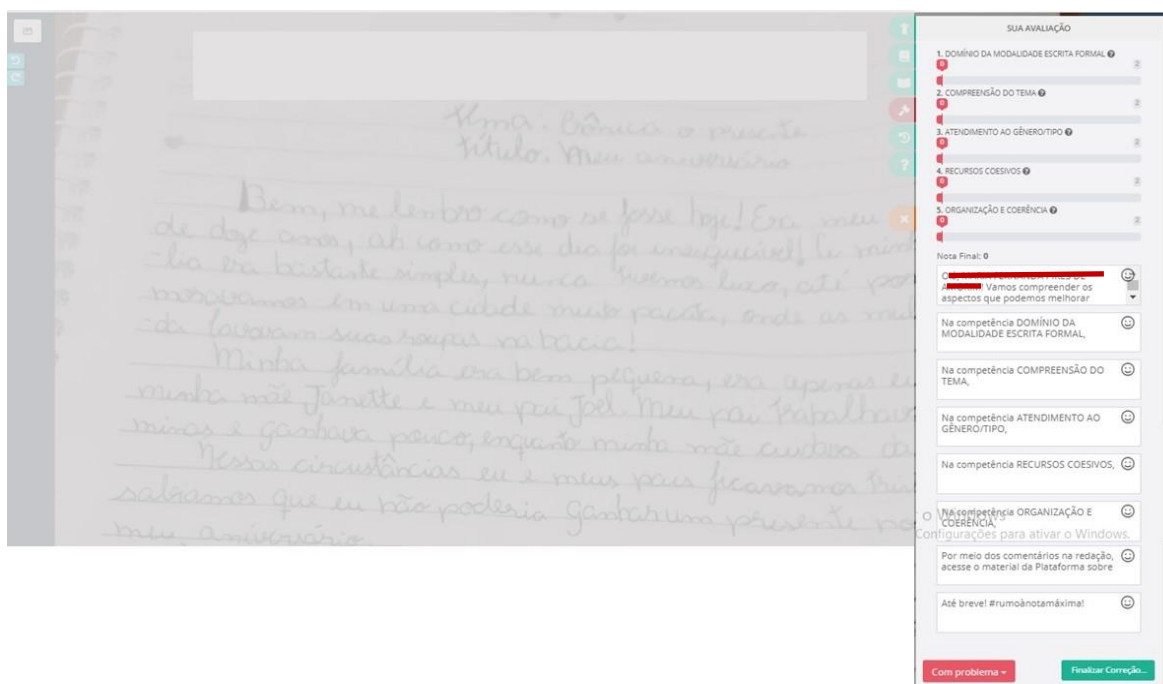 Tema: Crônica o presente
Título: Meu aniversário
Bem, me lembro como se fosse hoje! Era meu
de doze anos, ah como esse dia foi inesquecível!
-lia era bastante simples, nunca tivemos luxo, até
morávamos em uma cidade muito pacata, onde as
-das lavavam suas roupas na bacia!
Minha família era bem pequena, era apenas eu
minha mãe Janette e meu pai Joel. Meu pai trabalhava
minas e ganhava pouco, enquanto minha mãe cuidava da
Nessas circustâncias eu e meus pais ficavamos
sabiamos que eu não poderia ganhar um presente no
meu aniversário.
SUA AVALIAÇÃO
1. DOMÍNIO DA MODALIDADE ESCRITA FORMAL
0 2
2. COMPREENSÃO DO TEMA
0 2
3. ATENDIMENTO AO GÊNERO/TIPO
0 2
4. RECURSOS COESIVOS
0 2
5. ORGANIZAÇÃO E COERÊNCIA
0 2
Nota Final: 0
Vamos compreender os
aspectos que podemos melhorar
Na competência DOMÍNIO DA
MODALIDADE ESCRITA FORMAL,
Na competência COMPREENSÃO DO
TEMA,
Na competência ATENDIMENTO AO
GÊNERO/TIPO,
Na competência RECURSOS COESIVOS,
Na competência ORGANIZAÇÃO E
COERÊNCIA,
o Windows
Configurações para ativar o Windows.
Por meio dos comentários na redação,
acesse o material da Plataforma sobre
Até breve! #rumoànotamáxima!
Com problema
Finalizar Correção...